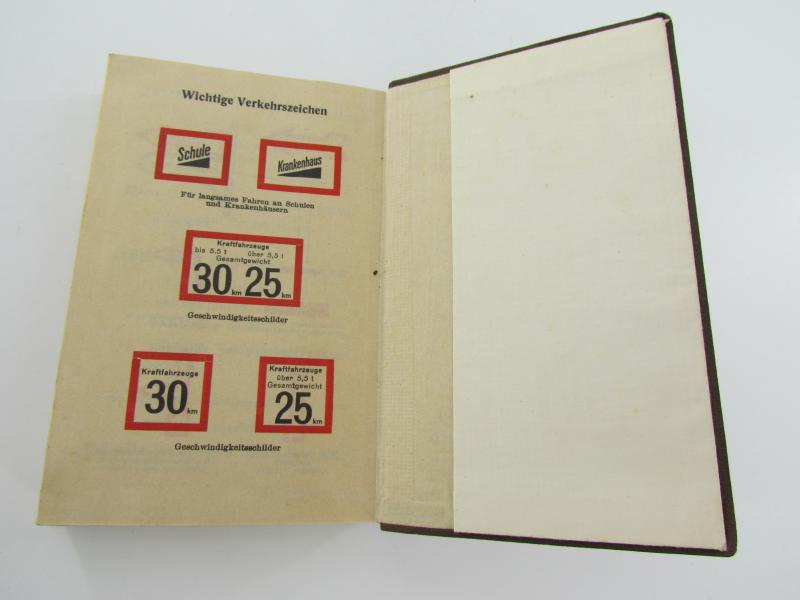 Wichtige Verkehrszeichen
Schule
Krankenhaus
Für langsames Fahren an Schulen
und Krankenhäusern
Kraftfahrzeuge
bis 5,5 t über 5,5 t
Gesamtgewicht
30 km 25 km
Geschwindigkeitsschilder
Kraftfahrzeuge
30 km
Kraftfahrzeuge
über 5,5 t
Gesamtgewicht
25 km
Geschwindigkeitsschilder